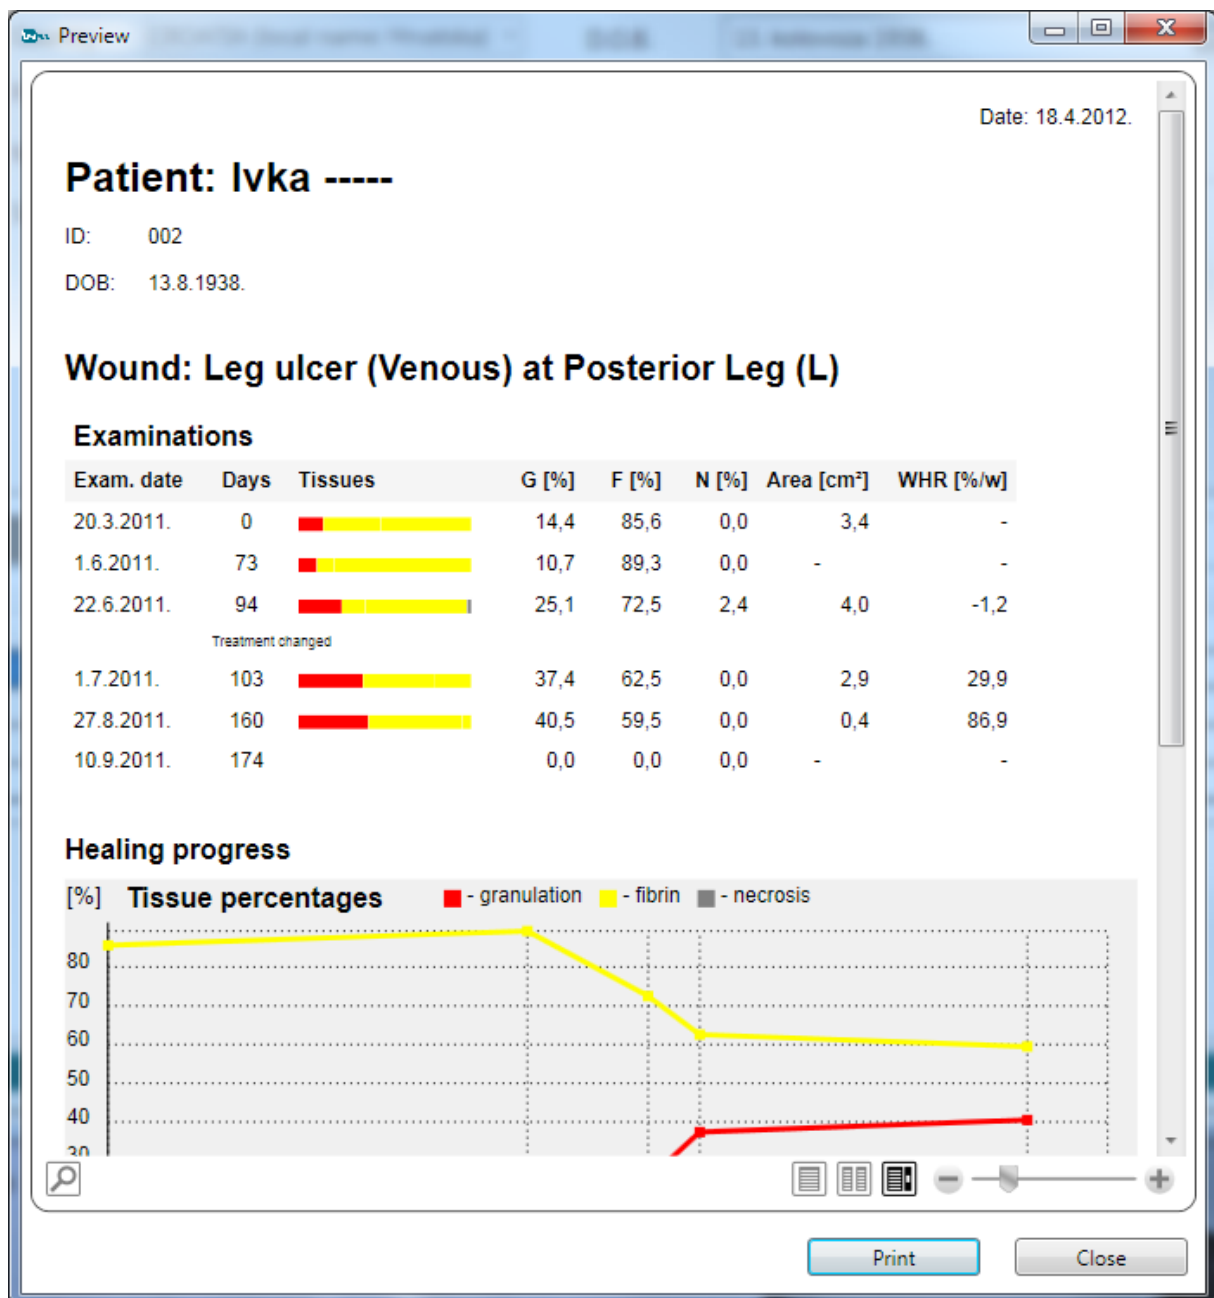 Preview
Date: 18.4.2012.
Patient: Ivka -----
ID: 002
DOB: 13.8.1938.
Wound: Leg ulcer (Venous) at Posterior Leg (L)
Examinations
Exam. date Days Tissues G [%] F [%] N [%] Area [cm²] WHR [%/w]
20.3.2011. 0 14,4 85,6 0,0 3,4 -
1.6.2011. 73 10,7 89,3 0,0 - -
22.6.2011. 94 25,1 72,5 2,4 4,0 -1,2
Treatment changed
1.7.2011. 103 37,4 62,5 0,0 2,9 29,9
27.8.2011. 160 40,5 59,5 0,0 0,4 86,9
10.9.2011. 174 0,0 0,0 0,0 - -
Healing progress
[%] Tissue percentages - granulation - fibrin - necrosis
80
70
60
50
40
30
Print Close